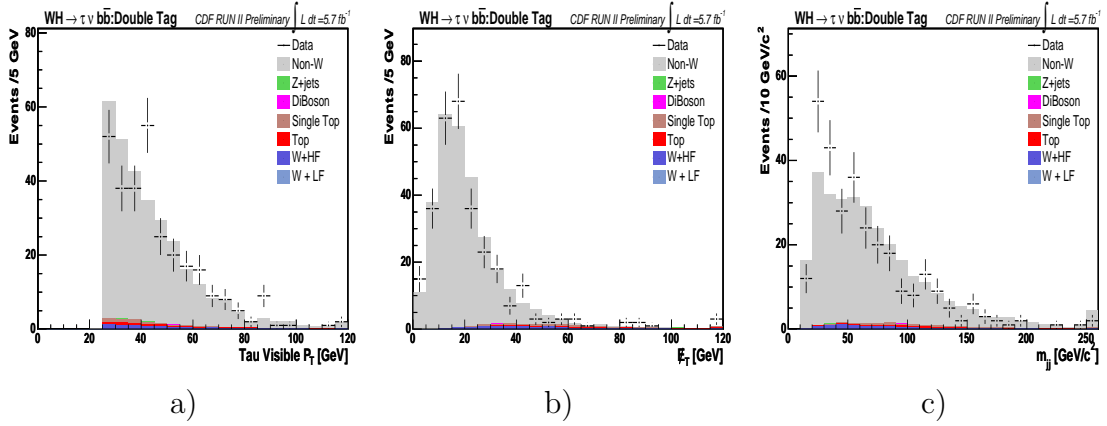 WH→τ ν bb̄:Double Tag
CDF RUN II Preliminary ∫ L dt =5.7 fb⁻¹
Events /5 GeV
Data
Non-W
Z+jets
DiBoson
Single Top
Top
W+HF
W + LF
0
20
40
60
80
0 20 40 60 80 100 120
Tau Visible P_T [GeV]
a)
WH→τ ν bb̄:Double Tag
CDF RUN II Preliminary ∫ L dt =5.7 fb⁻¹
Events /5 GeV
Data
Non-W
Z+jets
DiBoson
Single Top
Top
W+HF
W + LF
0
20
40
60
80
0 20 40 60 80 100 120
E̸_T [GeV]
b)
WH→τ ν bb̄:Double Tag
CDF RUN II Preliminary ∫ L dt =5.7 fb⁻¹
Events /10 GeV/c²
Data
Non-W
Z+jets
DiBoson
Single Top
Top
W+HF
W + LF
0
20
40
60
0 50 100 150 200 250
m_jj [GeV/c²]
c)